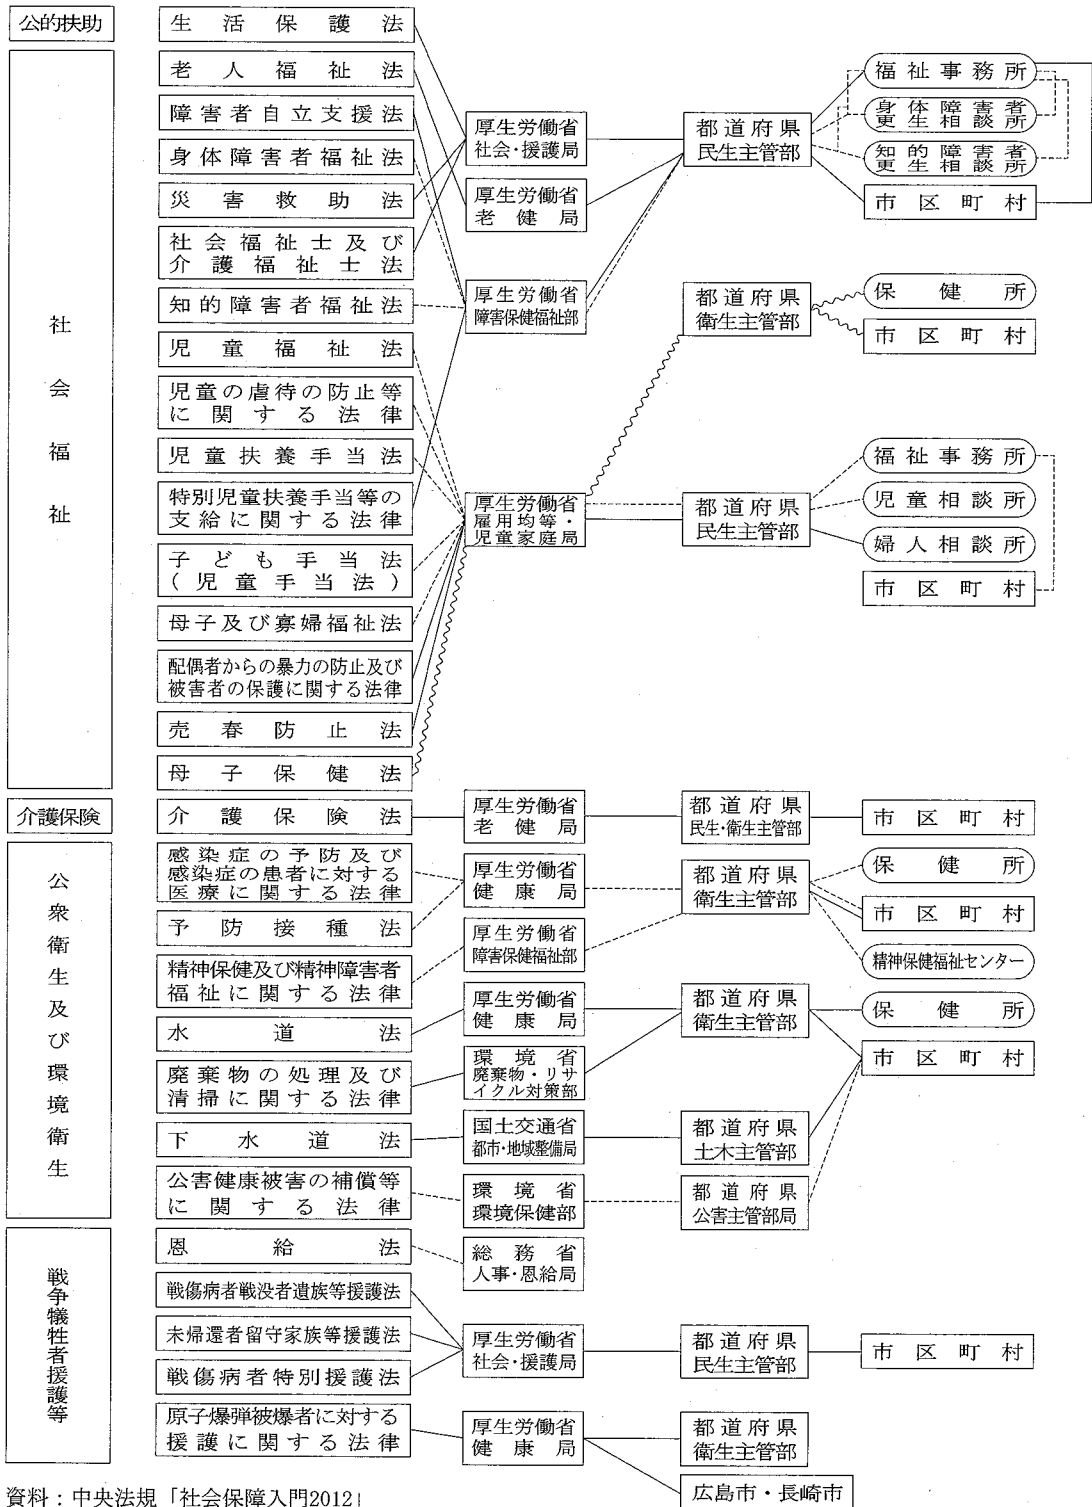 公的扶助
社会福祉
介護保険
公衆衛生及び環境衛生
戦争犠牲者援護等
生活保護法
老人福祉法
障害者自立支援法
身体障害者福祉法
災害救助法
社会福祉士及び
介護福祉士法
知的障害者福祉法
児童福祉法
児童の虐待の防止等
に関する法律
児童扶養手当法
特別児童扶養手当等の
支給に関する法律
子ども手当法
(児童手当法)
母子及び寡婦福祉法
配偶者からの暴力の防止及び
被害者の保護に関する法律
売春防止法
母子保健法
介護保険法
感染症の予防及び
感染症の患者に対する
医療に関する法律
予防接種法
精神保健及び精神障害者
福祉に関する法律
水道法
廃棄物の処理及び
清掃に関する法律
下水道法
公害健康被害の補償等
に関する法律
恩給法
戦傷病者戦没者遺族等援護法
未帰還者留守家族等援護法
戦傷病者特別援護法
原子爆弾被爆者に対する
援護に関する法律
厚生労働省
社会・援護局
厚生労働省
老健局
厚生労働省
障害保健福祉部
厚生労働省
雇用均等・
児童家庭局
厚生労働省
老健局
厚生労働省
健康局
厚生労働省
障害保健福祉部
厚生労働省
健康局
環境省
廃棄物・リサ
イクル対策部
国土交通省
都市・地域整備局
環境省
環境保健部
総務省
人事・恩給局
厚生労働省
社会・援護局
厚生労働省
健康局
都道府県
民生主管部
都道府県
衛生主管部
都道府県
民生主管部
都道府県
民生・衛生主管部
都道府県
衛生主管部
都道府県
衛生主管部
都道府県
土木主管部
都道府県
公害主管部局
都道府県
民生主管部
都道府県
衛生主管部
広島市・長崎市
福祉事務所
身体障害者
更生相談所
知的障害者
更生相談所
市区町村
保健所
市区町村
福祉事務所
児童相談所
婦人相談所
市区町村
市区町村
保健所
市区町村
精神保健福祉センター
保健所
市区町村
市区町村
資料:中央法規「社会保障入門2012」